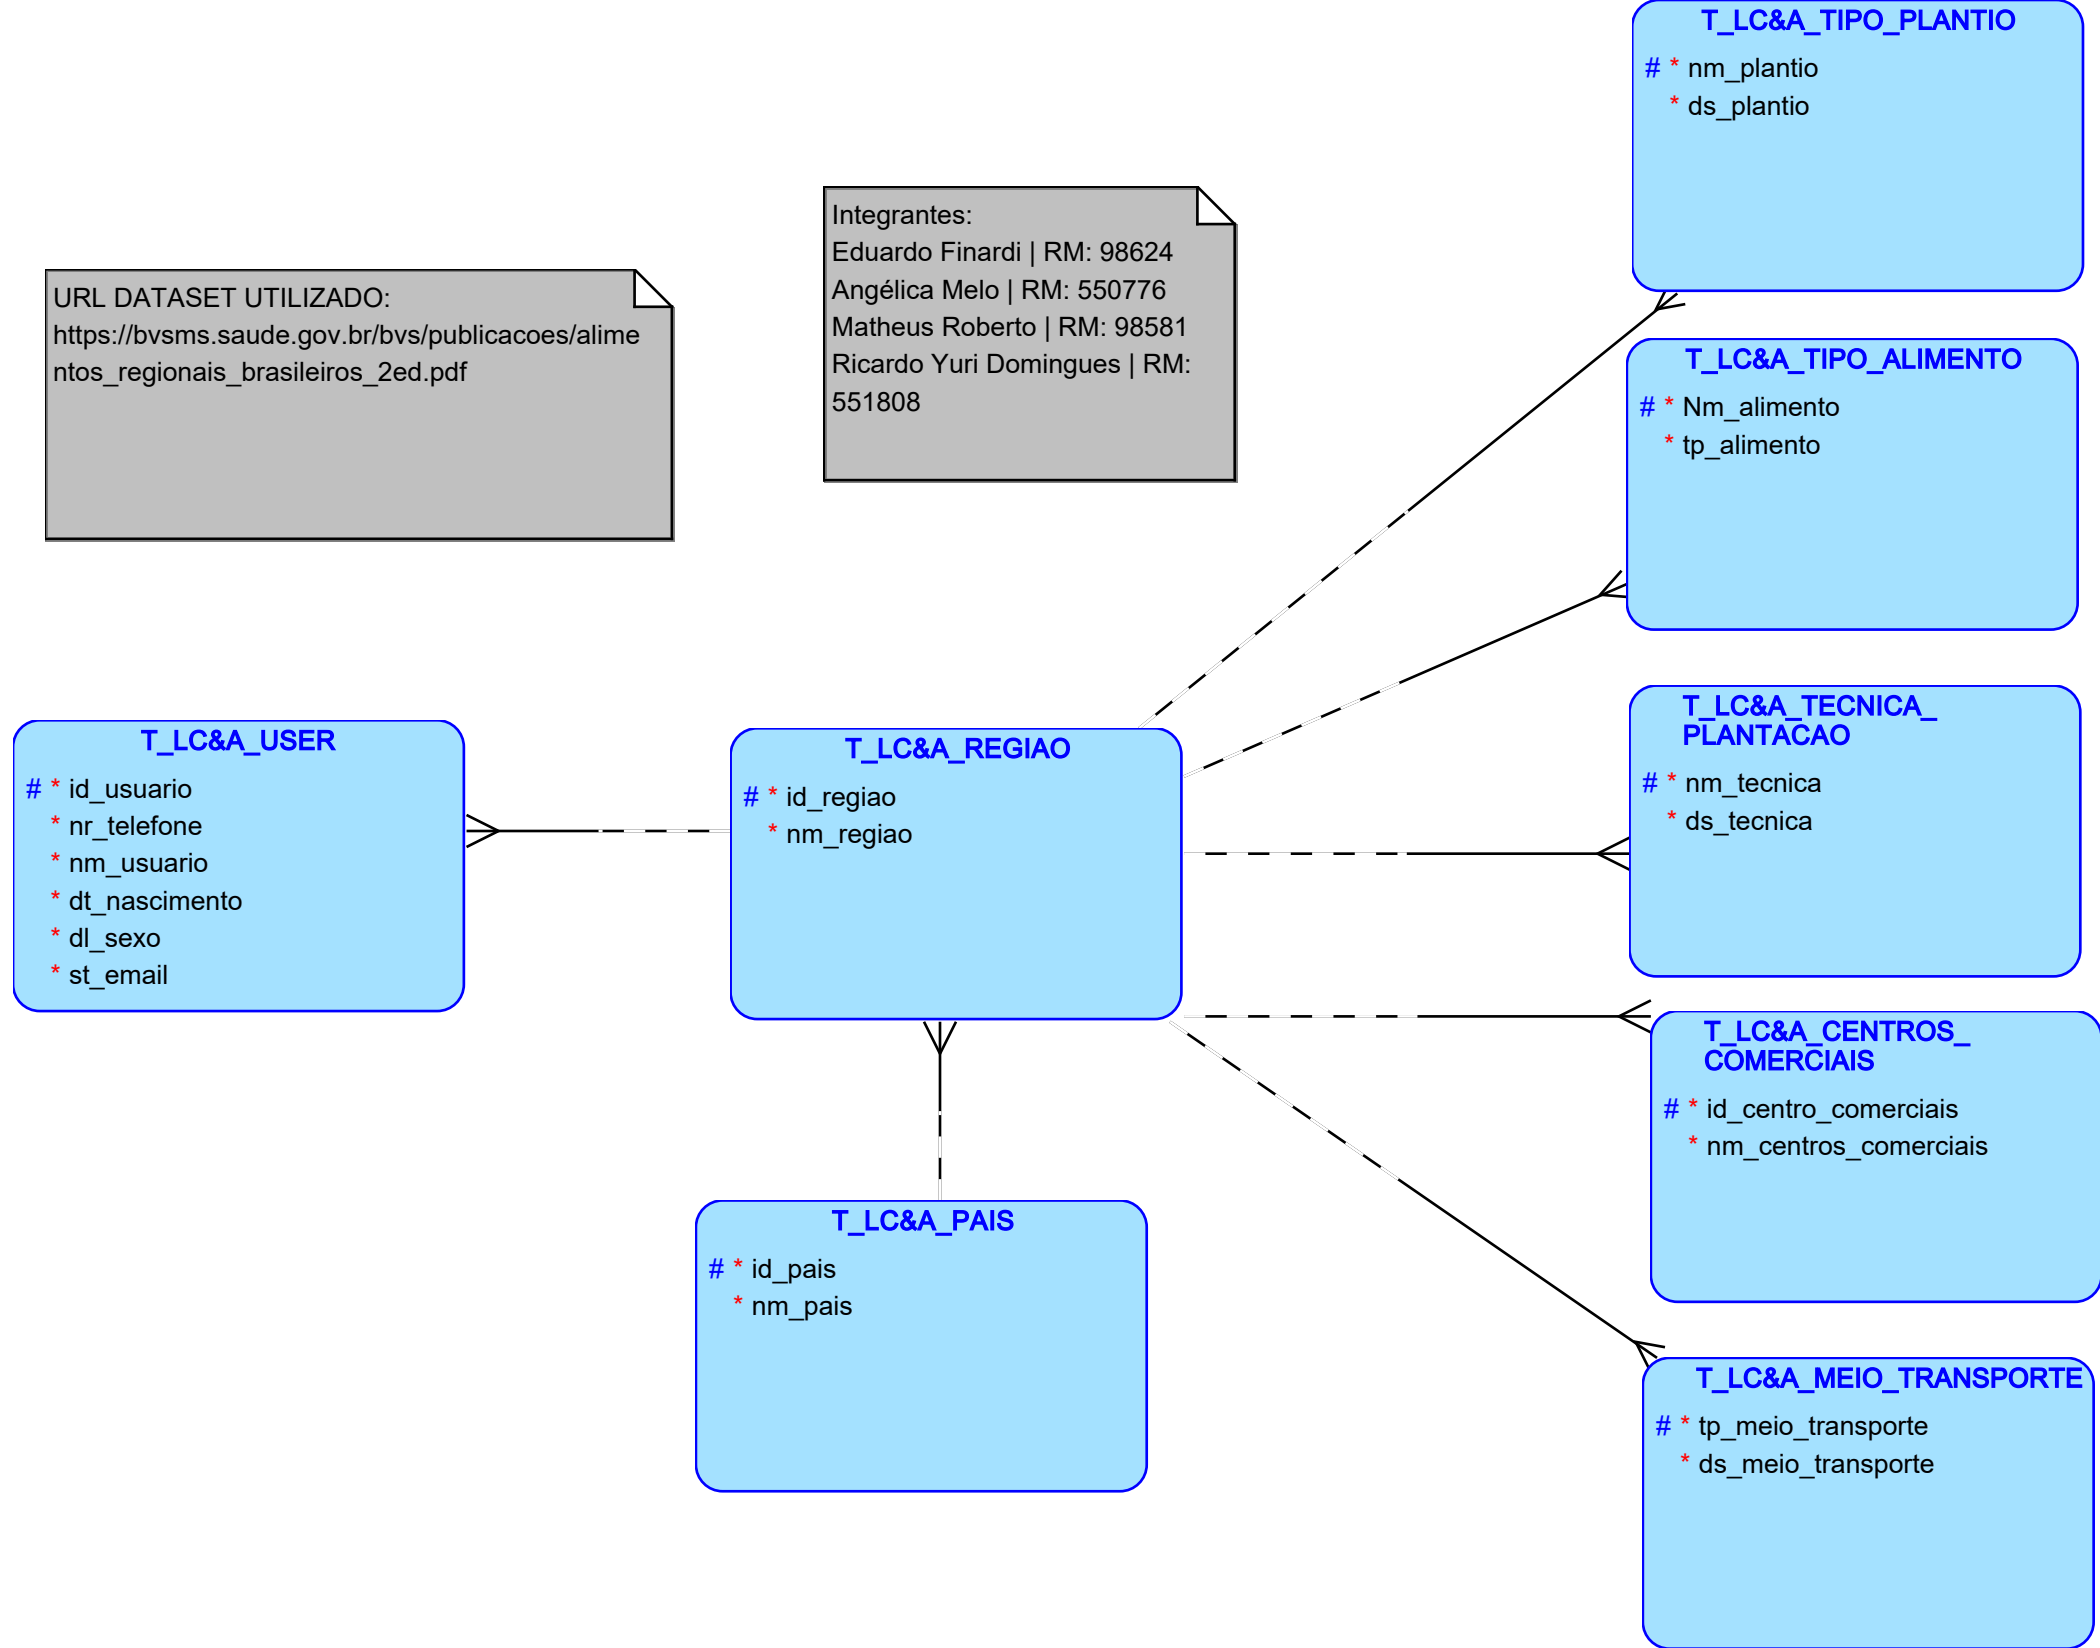 T_LC&A_TIPO_PLANTIO
# * nm_plantio
* ds_plantio
Integrantes:
Eduardo Finardi | RM: 98624
Angélica Melo | RM: 550776
Matheus Roberto | RM: 98581
Ricardo Yuri Domingues | RM:
551808
URL DATASET UTILIZADO:
https://bvsms.saude.gov.br/bvs/publicacoes/alime
ntos_regionais_brasileiros_2ed.pdf
T_LC&A_TIPO_ALIMENTO
# * Nm_alimento
* tp_alimento
T_LC&A_USER
# * id_usuario
* nr_telefone
* nm_usuario
* dt_nascimento
* dl_sexo
* st_email
T_LC&A_REGIAO
# * id_regiao
* nm_regiao
T_LC&A_TECNICA_
PLANTACAO
# * nm_tecnica
* ds_tecnica
T_LC&A_CENTROS_
COMERCIAIS
# * id_centro_comerciais
* nm_centros_comerciais
T_LC&A_PAIS
# * id_pais
* nm_pais
T_LC&A_MEIO_TRANSPORTE
# * tp_meio_transporte
* ds_meio_transporte